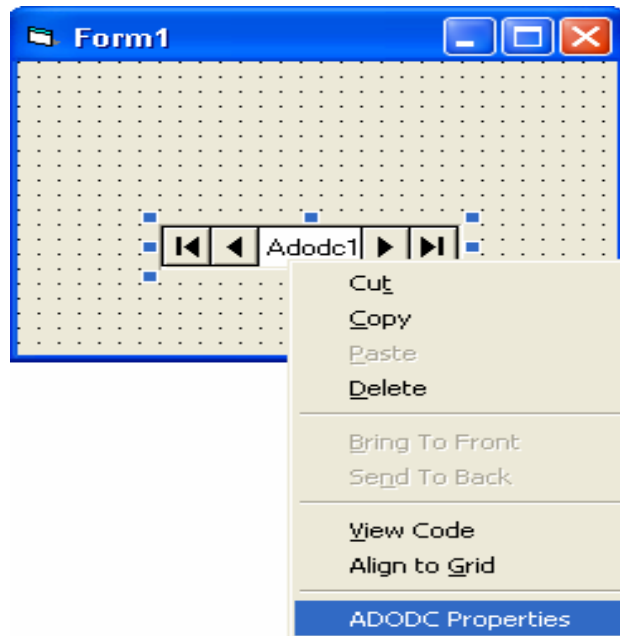 Form1
Adodc1
Cut
Copy
Paste
Delete
Bring To Front
Send To Back
View Code
Align to Grid
ADODC Properties